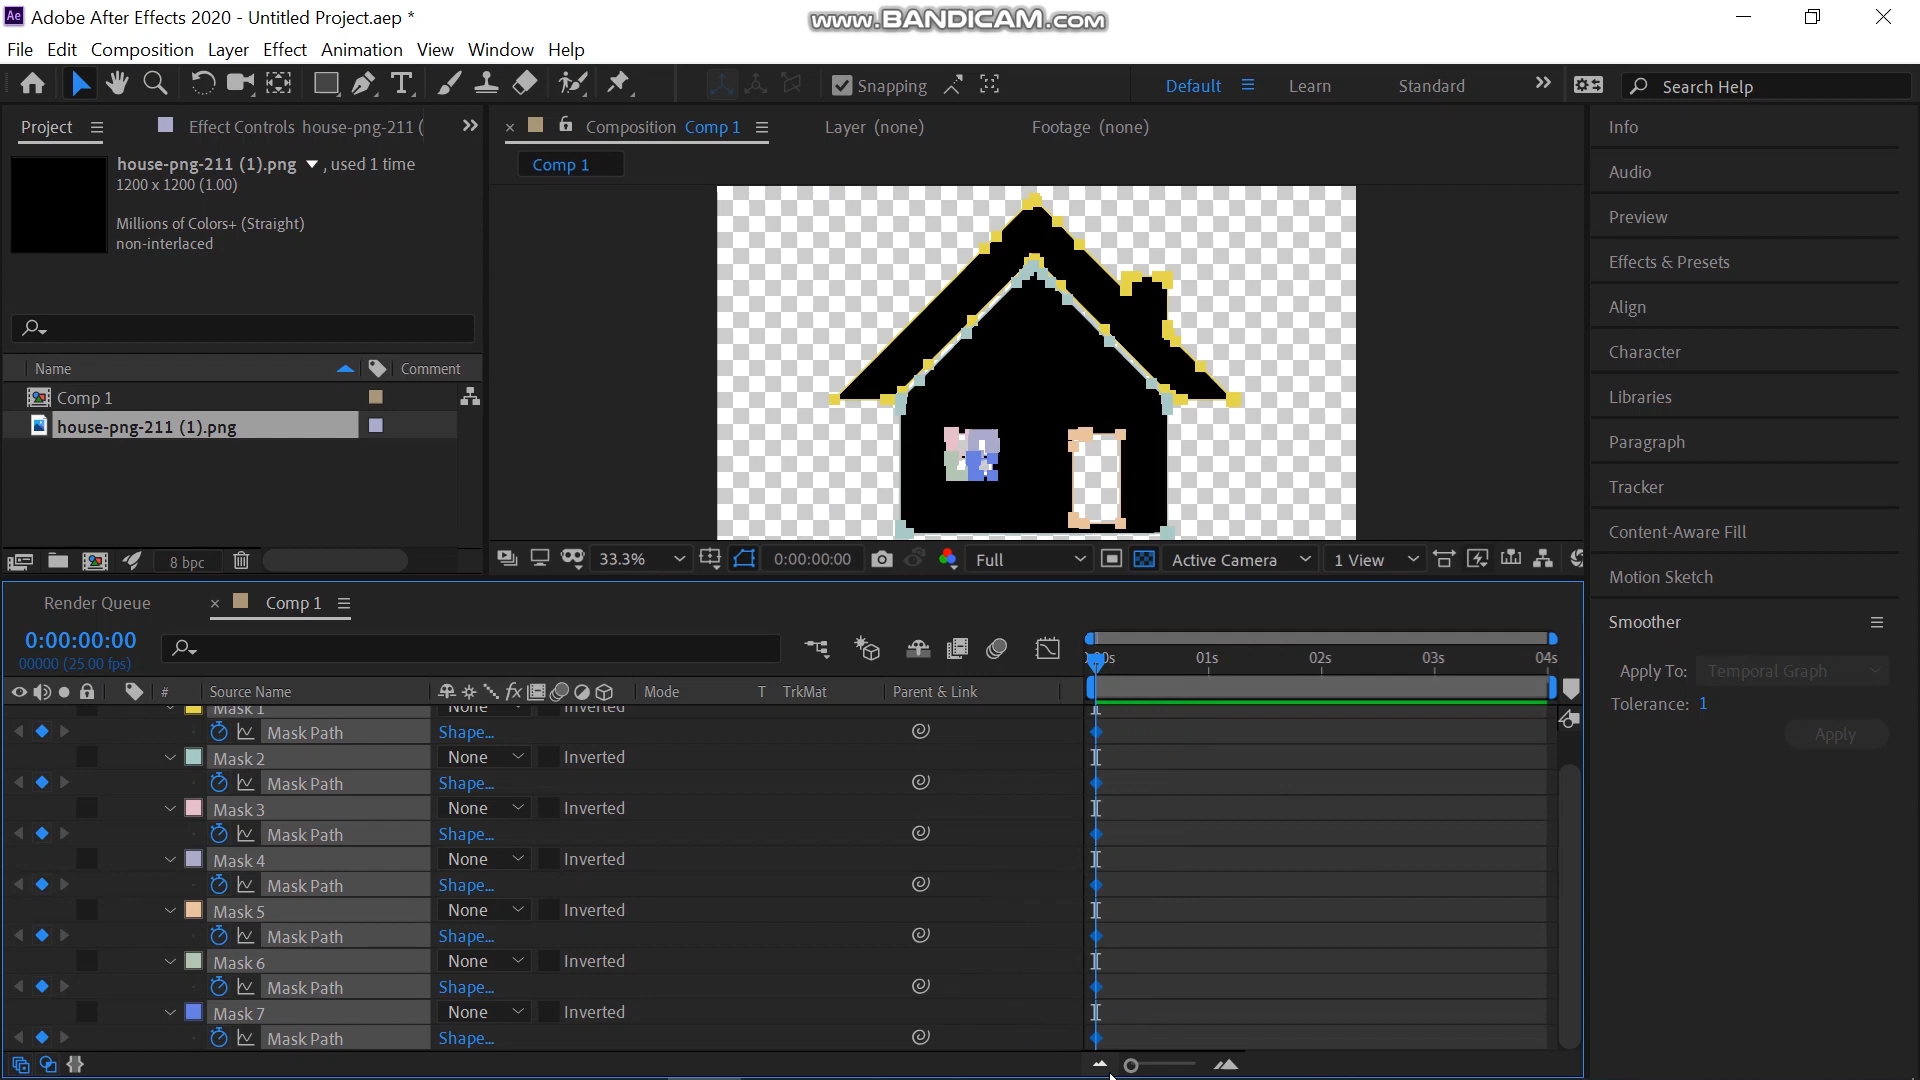 Ae Adobe After Effects 2020 - Untitled Project.aep *
www.BANDICAM.com
File Edit Composition Layer Effect Animation View Window Help
Snapping
Default
Learn
Standard
Search Help
Project
Effect Controls house-png-211 (
Composition Comp 1
Layer (none)
Footage (none)
Comp 1
house-png-211 (1).png , used 1 time
1200 x 1200 (1.00)
Millions of Colors+ (Straight)
non-interlaced
Name
Comment
Comp 1
house-png-211 (1).png
8 bpc
33.3%
0:00:00:00
Full
Active Camera
1 View
Info
Audio
Preview
Effects & Presets
Align
Character
Libraries
Paragraph
Tracker
Content-Aware Fill
Motion Sketch
Smoother
Apply To: Temporal Graph
Tolerance: 1
Apply
Render Queue
Comp 1
0:00:00:00
00000 (25.00 fps)
01s
02s
03s
04s
# Source Name
fx
Mode
T TrkMat
Parent & Link
Mask 1 None Inverted
Mask Path Shape...
Mask 2 None Inverted
Mask Path Shape...
Mask 3 None Inverted
Mask Path Shape...
Mask 4 None Inverted
Mask Path Shape...
Mask 5 None Inverted
Mask Path Shape...
Mask 6 None Inverted
Mask Path Shape...
Mask 7 None Inverted
Mask Path Shape...